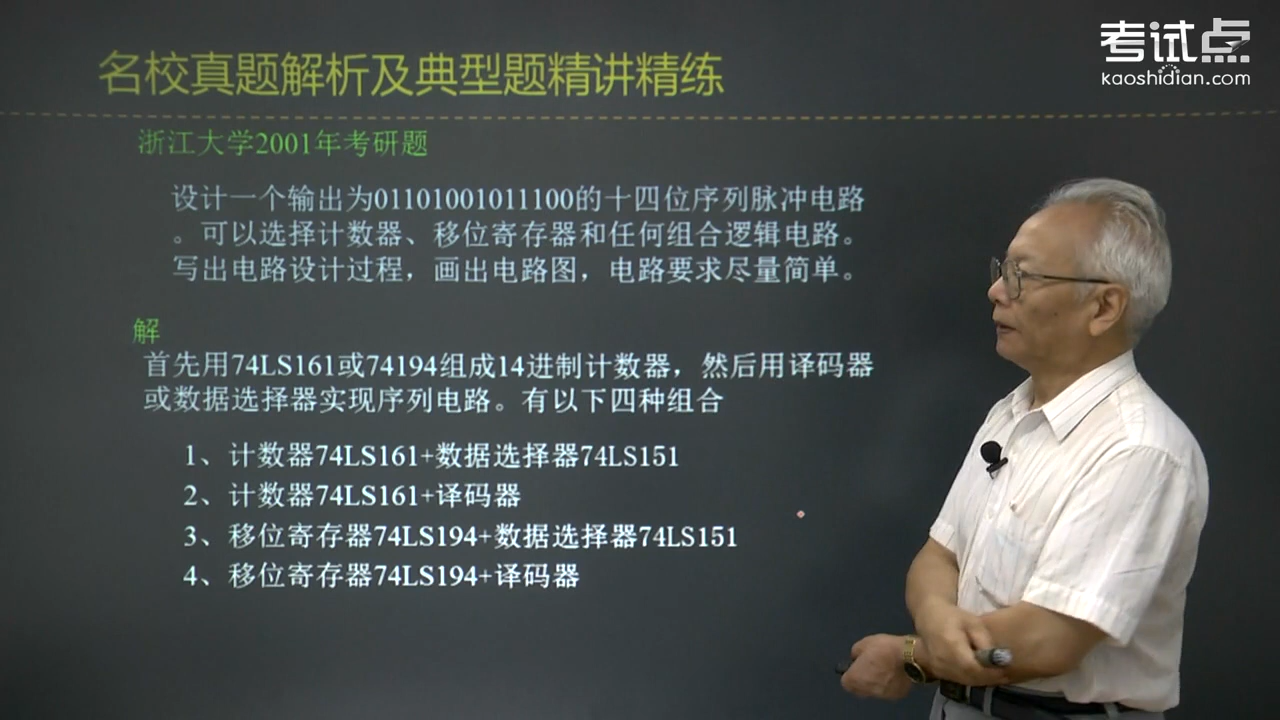 考试点
kaoshidian.com
名校真题解析及典型题精讲精练
浙江大学2001年考研题
设计一个输出为01101001011100的十四位序列脉冲电路
。可以选择计数器、移位寄存器和任何组合逻辑电路。
写出电路设计过程，画出电路图，电路要求尽量简单。
解
首先用74LS161或74194组成14进制计数器，然后用译码器
或数据选择器实现序列电路。有以下四种组合
1、计数器74LS161+数据选择器74LS151
2、计数器74LS161+译码器
3、移位寄存器74LS194+数据选择器74LS151
4、移位寄存器74LS194+译码器